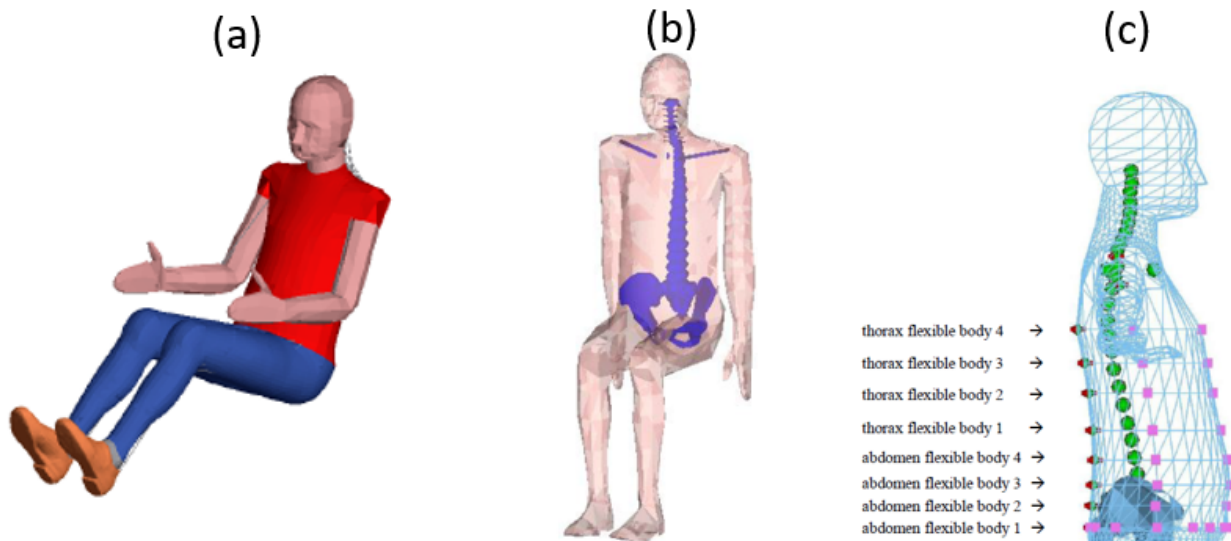 (a)
(b)
(c)
thorax flexible body 4 →
thorax flexible body 3 →
thorax flexible body 2 →
thorax flexible body 1 →
abdomen flexible body 4 →
abdomen flexible body 3 →
abdomen flexible body 2 →
abdomen flexible body 1 →